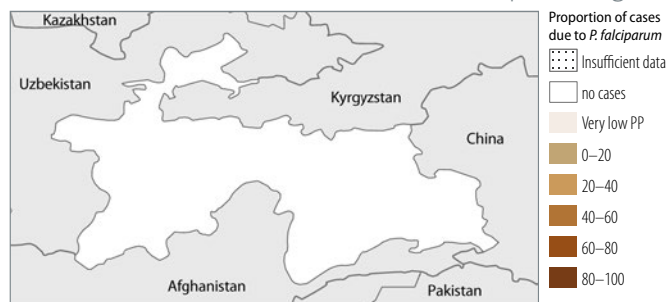 Kazakhstan
Uzbekistan
Kyrgyzstan
China
Afghanistan
Pakistan
Proportion of cases
due to P. falciparum
Insufficient data
no cases
Very low PP
0–20
20–40
40–60
60–80
80–100